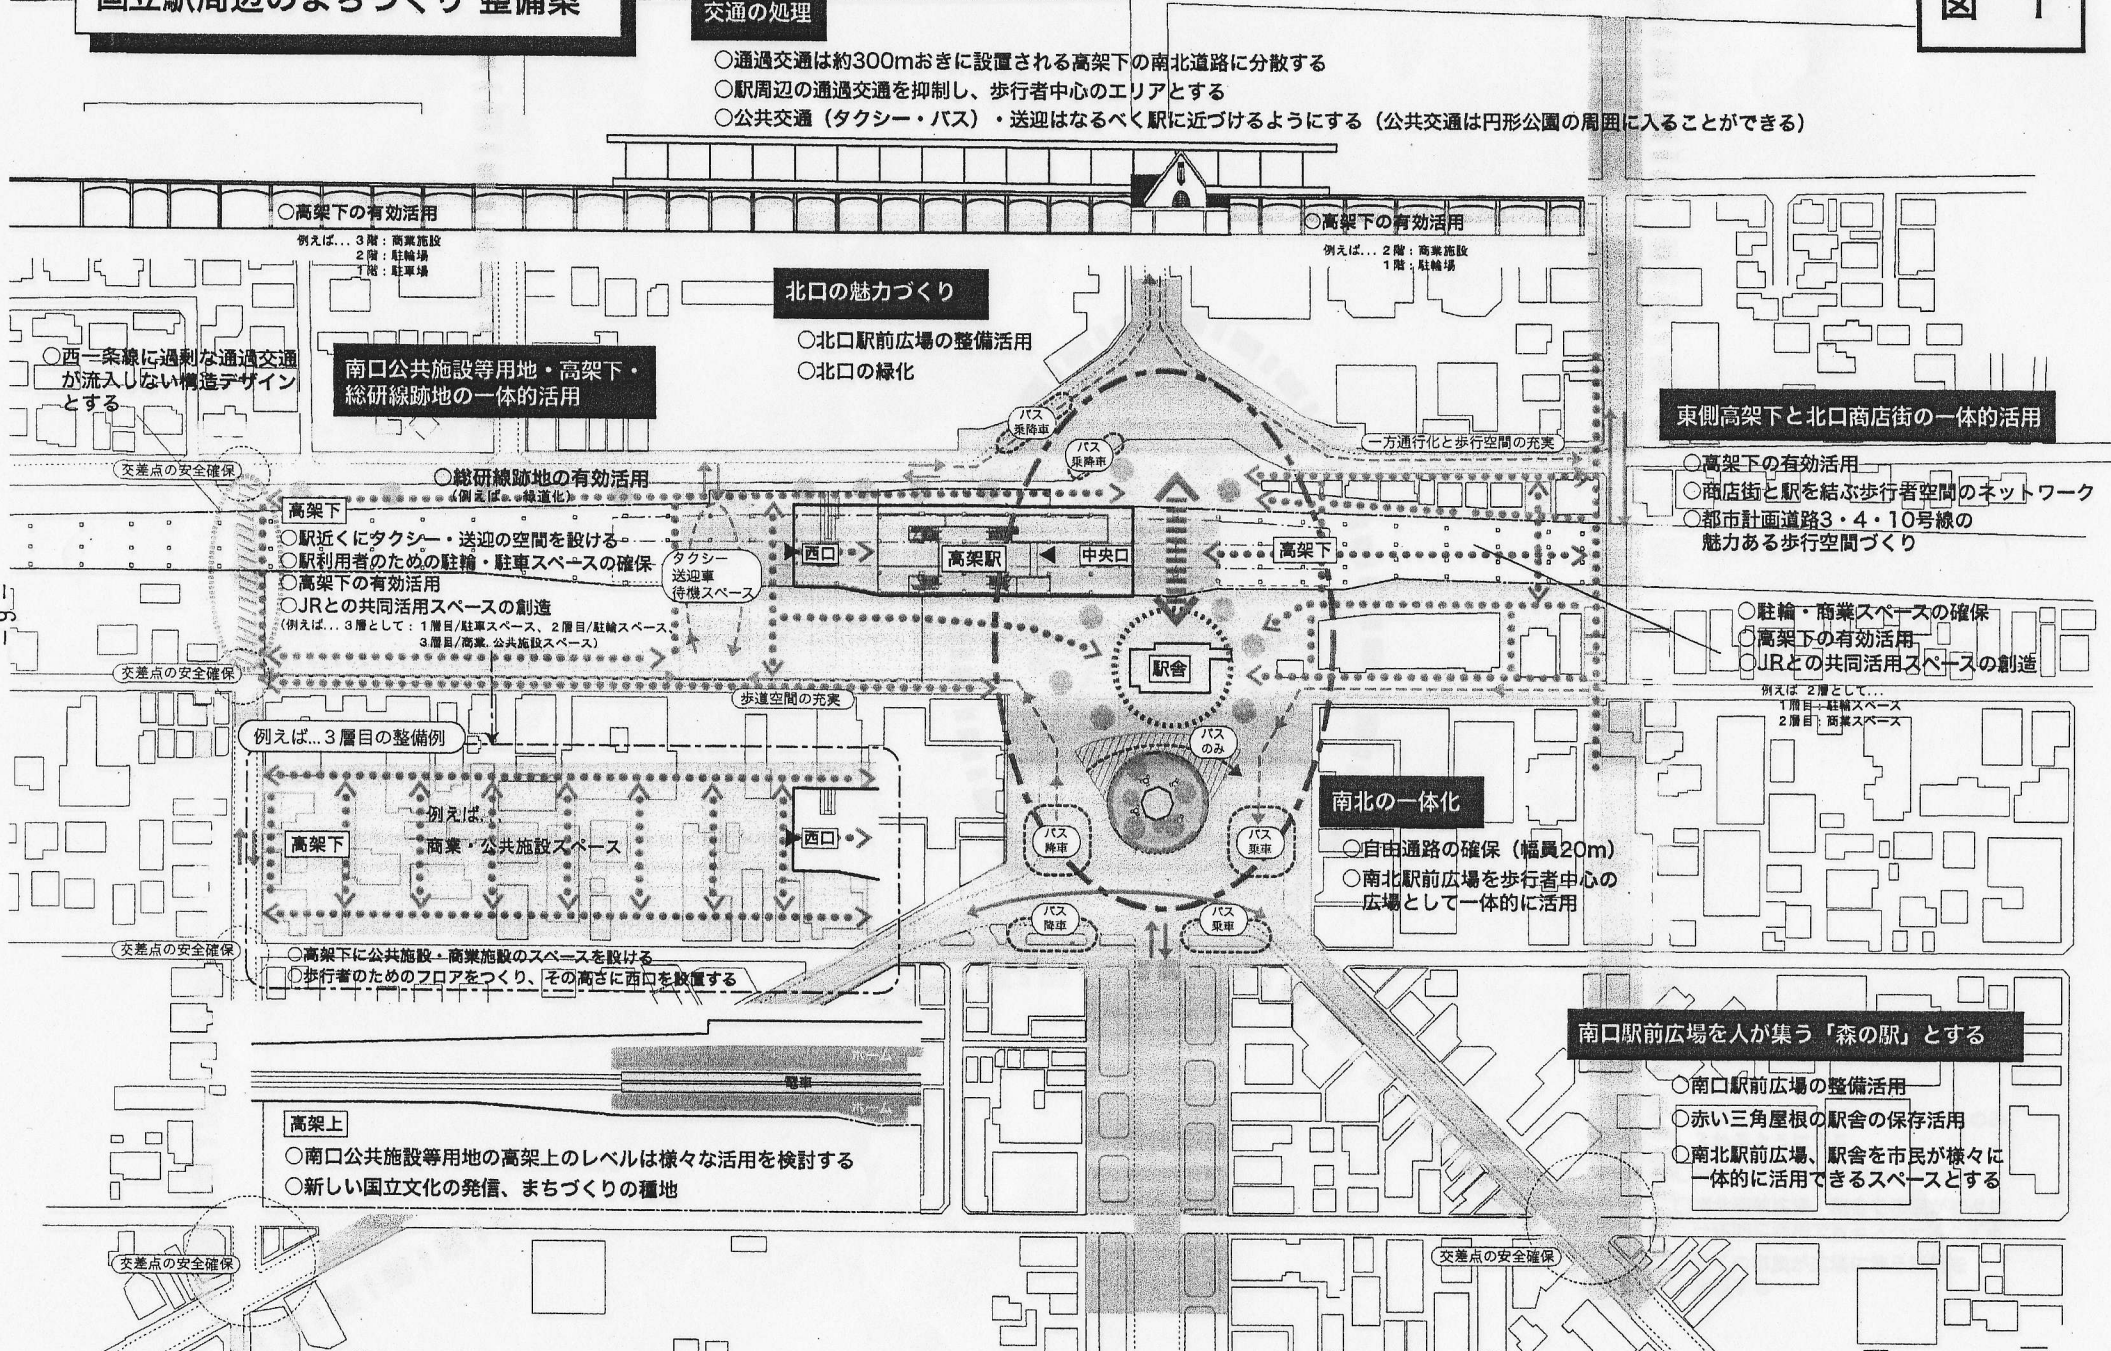 国立駅周辺のまちづくり 整備案
図 1
交通の処理
○通過交通は約300mおきに設置される高架下の南北道路に分散する
○駅周辺の通過交通を抑制し、歩行者中心のエリアとする
○公共交通（タクシー・バス）・送迎はなるべく駅に近づけるようにする（公共交通は円形公園の周囲に入ることができる）
○高架下の有効活用
例えば… 3階：商業施設
2階：駐輪場
1階：駐車場
○高架下の有効活用
例えば… 2階：商業施設
1階：駐輪場
北口の魅力づくり
○北口駅前広場の整備活用
○北口の緑化
○西一条線に過剰な通過交通
が流入しない構造デザイン
とする
南口公共施設等用地・高架下・
総研線跡地の一体的活用
バス
乗降車
バス
乗降車
一方通行化と歩行空間の充実
東側高架下と北口商店街の一体的活用
○高架下の有効活用
○商店街と駅を結ぶ歩行者空間のネットワーク
○都市計画道路3・4・10号線の
魅力ある歩行空間づくり
交差点の安全確保
○総研線跡地の有効活用
（例えば… 緑道化）
高架下
○駅近くにタクシー・送迎の空間を設ける
○駅利用者のための駐輪・駐車スペースの確保
○高架下の有効活用
○JRとの共同活用スペースの創造
（例えば… 3層として：1層目/駐車スペース、2層目/駐輪スペース、
3層目/商業.公共施設スペース）
タクシー
送迎車
待機スペース
西口
高架駅
中央口
高架下
○駐輪・商業スペースの確保
○高架下の有効活用
○JRとの共同活用スペースの創造
例えば 2層として…
1層目：駐輪スペース
2層目：商業スペース
交差点の安全確保
歩道空間の充実
駅舎
例えば…3層目の整備例
バス
のみ
例えば…
高架下
商業・公共施設スペース
西口
バス
降車
バス
乗車
南北の一体化
○自由通路の確保（幅員20m）
○南北駅前広場を歩行者中心の
広場として一体的に活用
バス
降車
バス
乗車
交差点の安全確保
○高架下に公共施設・商業施設のスペースを設ける
○歩行者のためのフロアをつくり、その高さに西口を設置する
ホーム
電車
ホーム
高架上
○南口公共施設等用地の高架上のレベルは様々な活用を検討する
○新しい国立文化の発信、まちづくりの種地
南口駅前広場を人が集う「森の駅」とする
○南口駅前広場の整備活用
○赤い三角屋根の駅舎の保存活用
○南北駅前広場、駅舎を市民が様々に
一体的に活用できるスペースとする
交差点の安全確保
交差点の安全確保